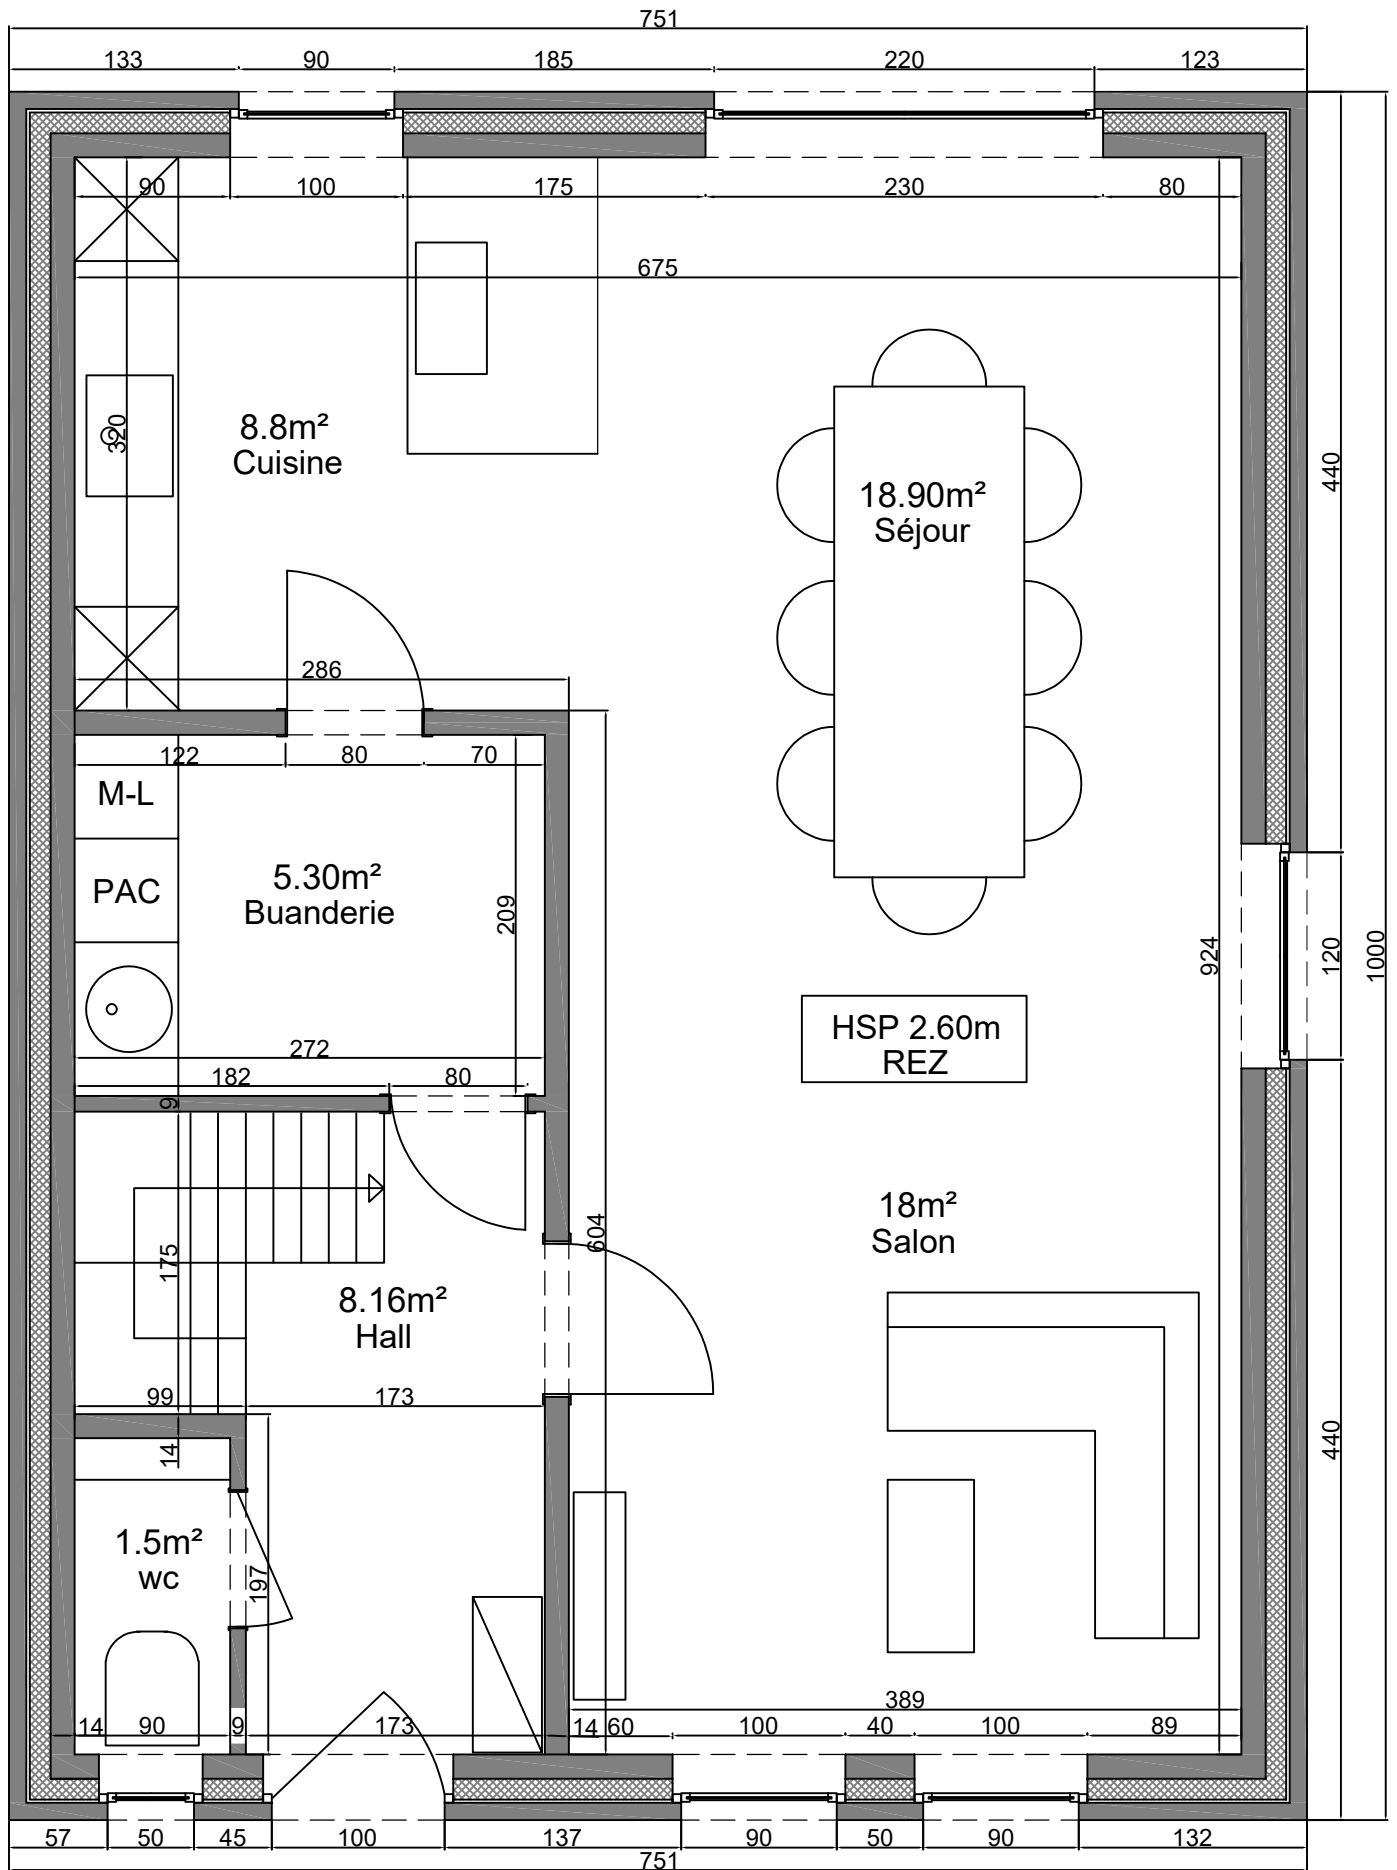 751
133 90 185 220 123
90 100 175 230 80
675
320
8.8m²
Cuisine
18.90m²
Séjour
440
286
122 80 70
M-L
PAC
5.30m²
Buanderie
209
924
120
1000
HSP 2.60m
REZ
272
182 80
9
18m²
Salon
604
175
8.16m²
Hall
99 173
14
440
1.5m²
wc
197
389
14 90 9 173 14 60 100 40 100 89
57 50 45 100 137 90 50 90 132
751